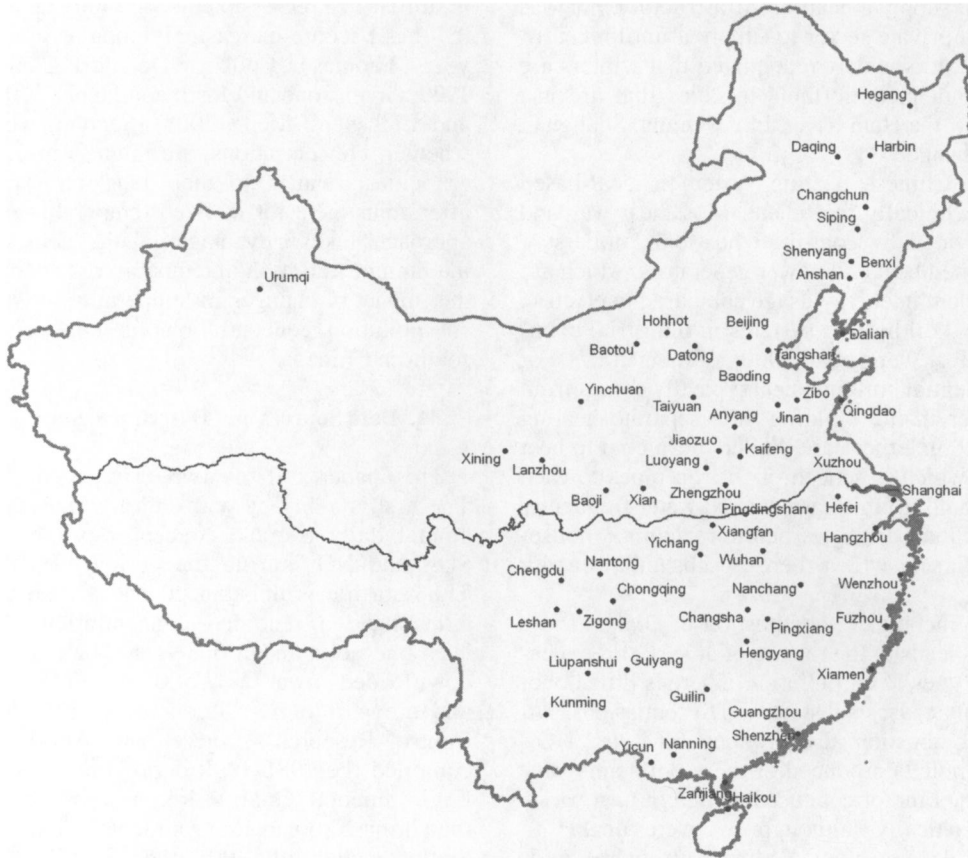 Hegang
Daqing
Harbin
Changchun
Siping
Shenyang
Benxi
Anshan
Urumqi
Hohhot
Beijing
Dalian
Baotou
Datong
Tangshan
Baoding
Yinchuan
Zibo
Taiyuan
Qingdao
Anyang
Jinan
Jiaozuo
Kaifeng
Xining
Lanzhou
Luoyang
Xuzhou
Zhengzhou
Shanghai
Baoji
Xian
Pingdingshan
Hefei
Xiangfan
Hangzhou
Yichang
Wuhan
Chengdu
Nantong
Wenzhou
Chongqing
Nanchang
Leshan
Zigong
Changsha
Fuzhou
Pingxiang
Hengyang
Liupanshui
Guiyang
Xiamen
Kunming
Guilin
Guangzhou
Shenzhen
Yicun
Nanning
Zanjiang
Haikou